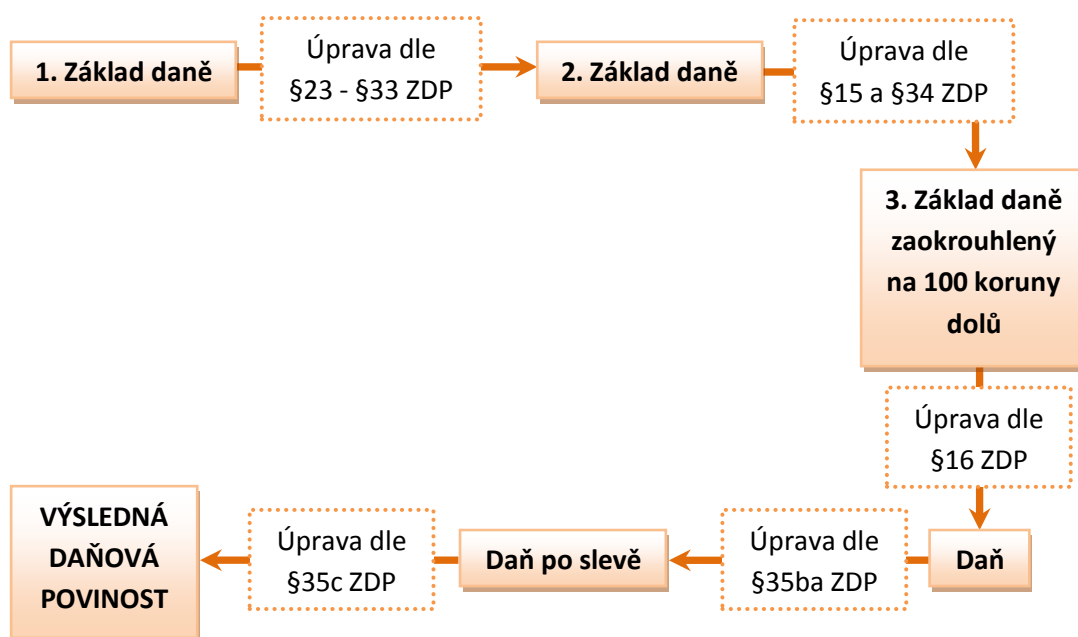 1. Základ daně
Úprava dle
§23 - §33 ZDP
2. Základ daně
Úprava dle
§15 a §34 ZDP
3. Základ daně
zaokrouhlený
na 100 koruny
dolů
Úprava dle
§16 ZDP
Daň
Úprava dle
§35ba ZDP
Daň po slevě
Úprava dle
§35c ZDP
VÝSLEDNÁ
DAŇOVÁ
POVINOST